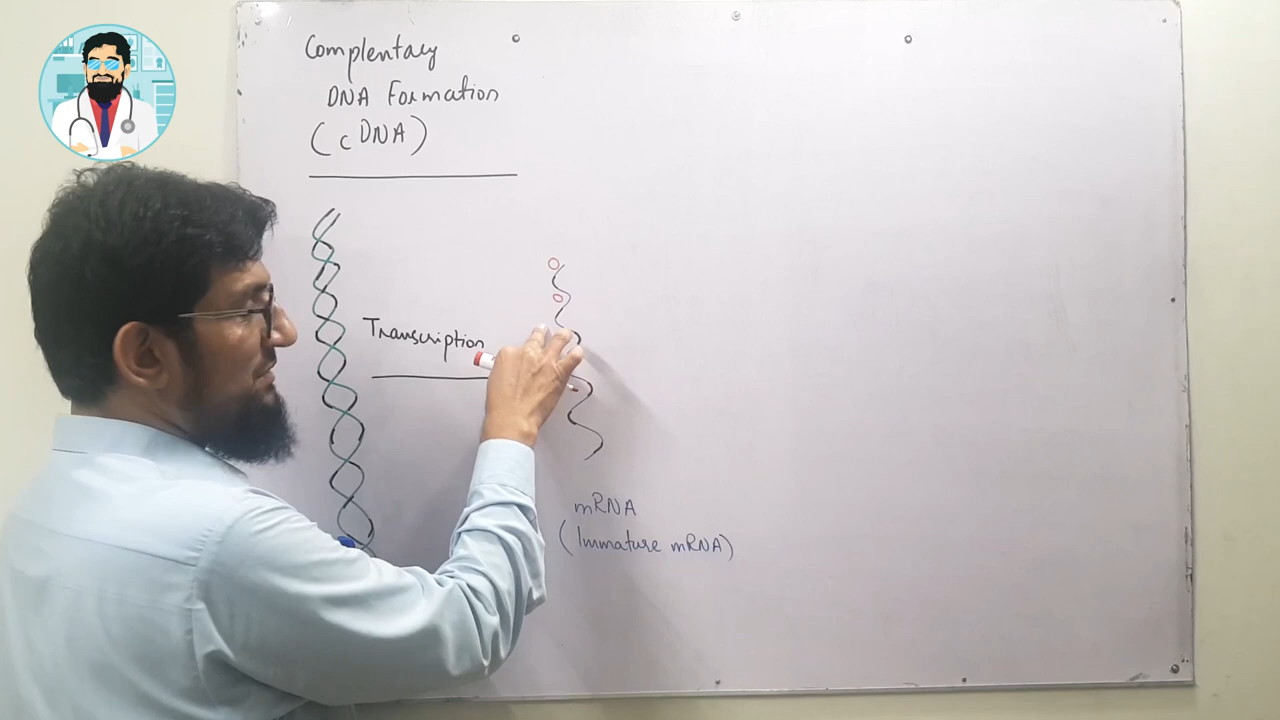 Complentary
DNA Formation
(cDNA)
Transcription
mRNA
(Immature mRNA)